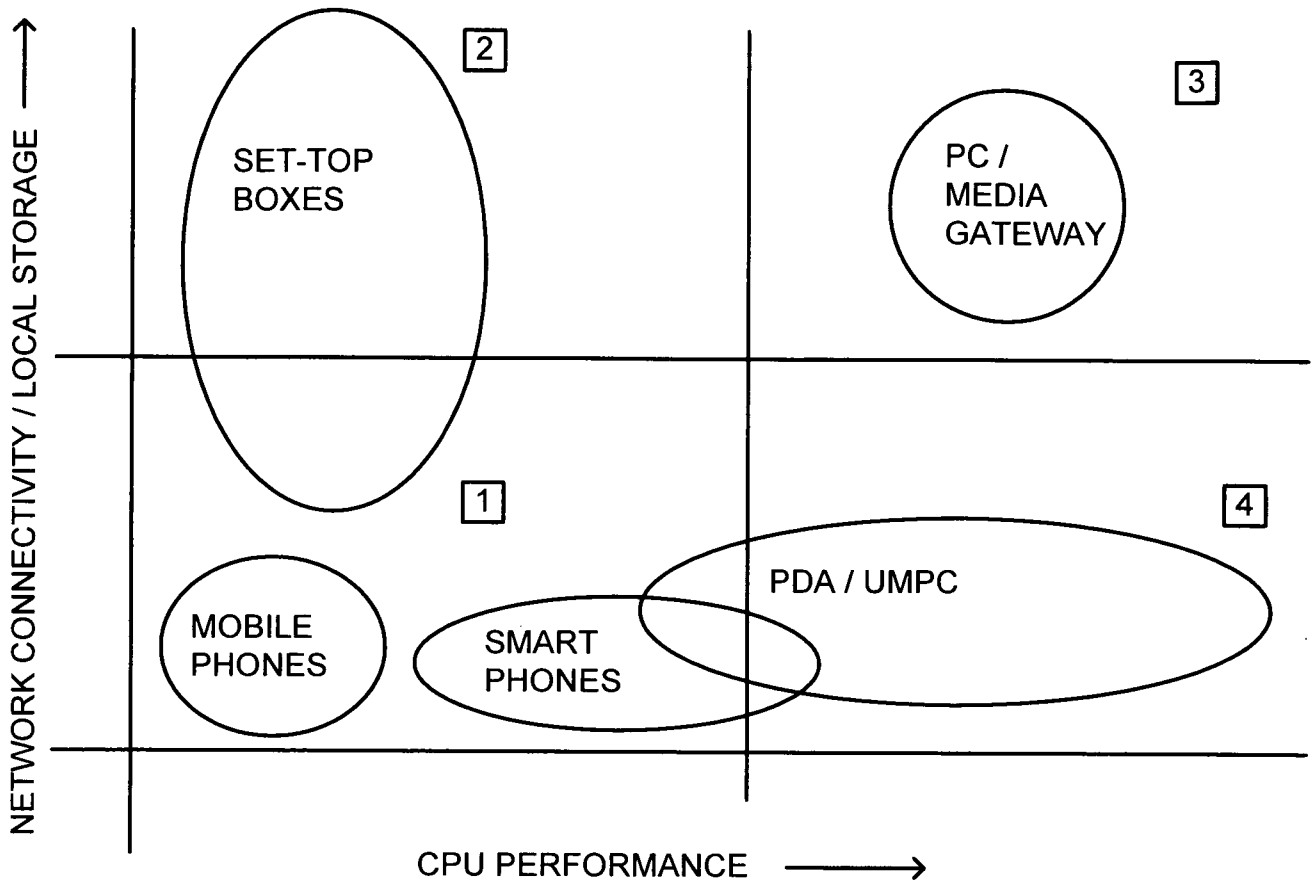 NETWORK CONNECTIVITY / LOCAL STORAGE
2
3
SET-TOP
BOXES
PC /
MEDIA
GATEWAY
1
4
MOBILE
PHONES
SMART
PHONES
PDA / UMPC
CPU PERFORMANCE